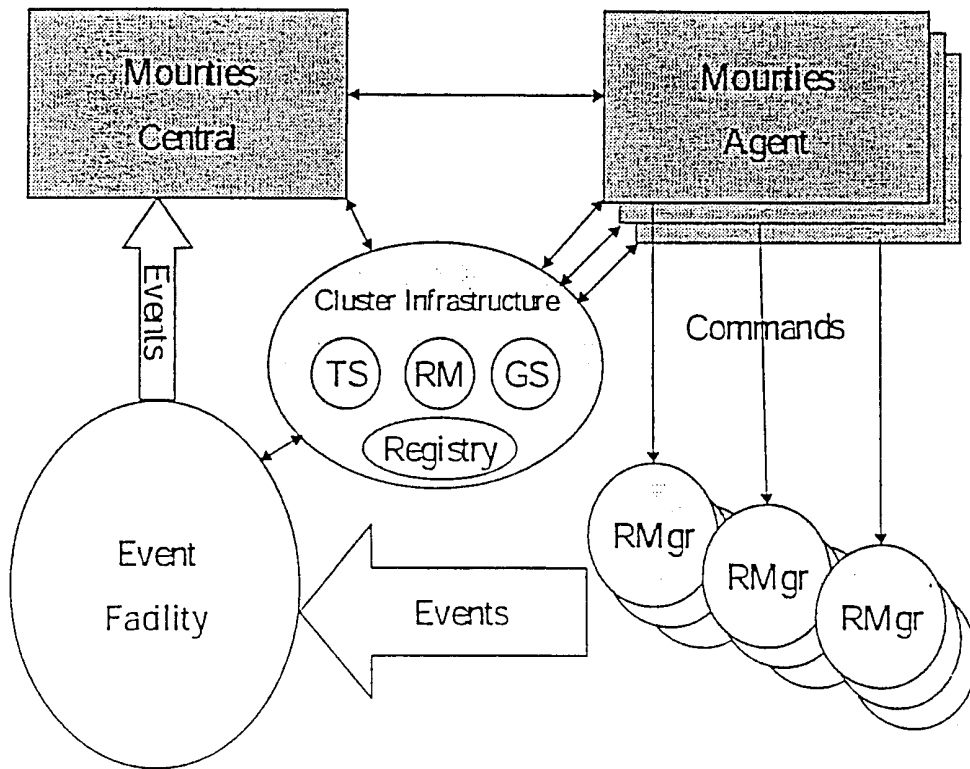 Mounties
Central
Mounties
Agent
Events
Cluster Infrastructure
TS
RM
GS
Registry
Commands
Event
Facility
Events
RMgr
RMgr
RMgr